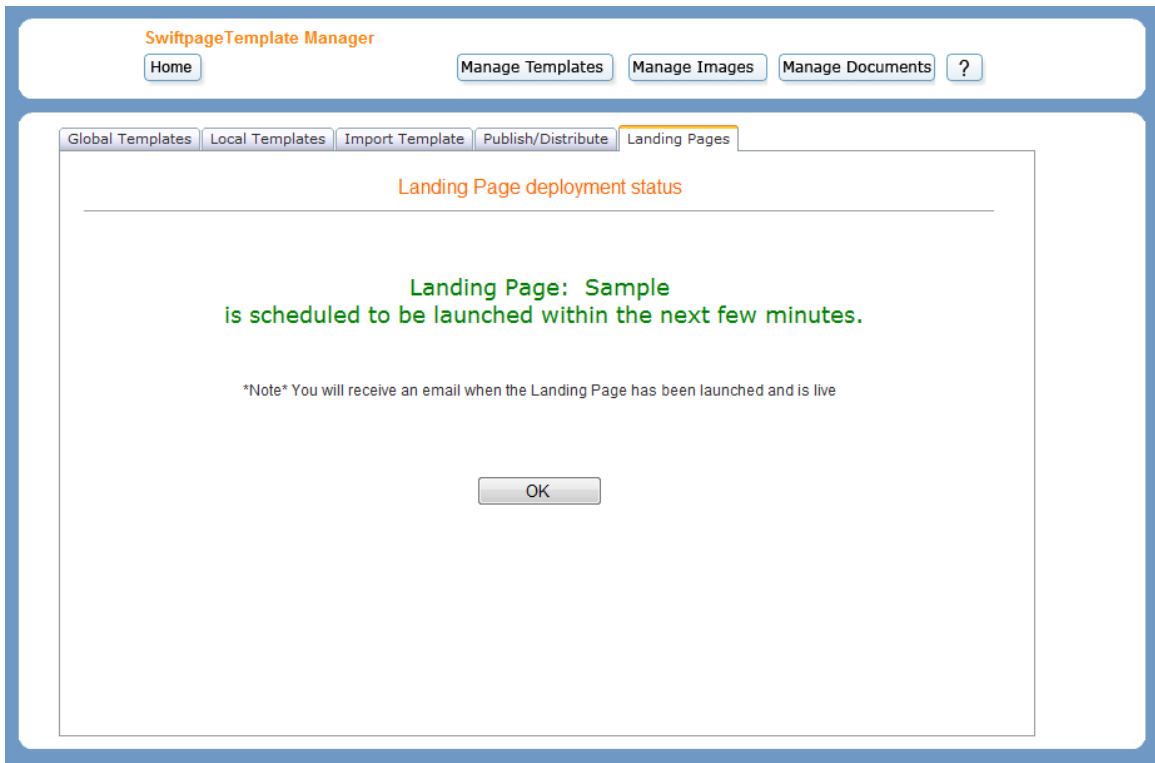 SwiftpageTemplate Manager
Home Manage Templates Manage Images Manage Documents ?
Global Templates Local Templates Import Template Publish/Distribute Landing Pages
Landing Page deployment status
Landing Page: Sample
is scheduled to be launched within the next few minutes.
*Note* You will receive an email when the Landing Page has been launched and is live
OK